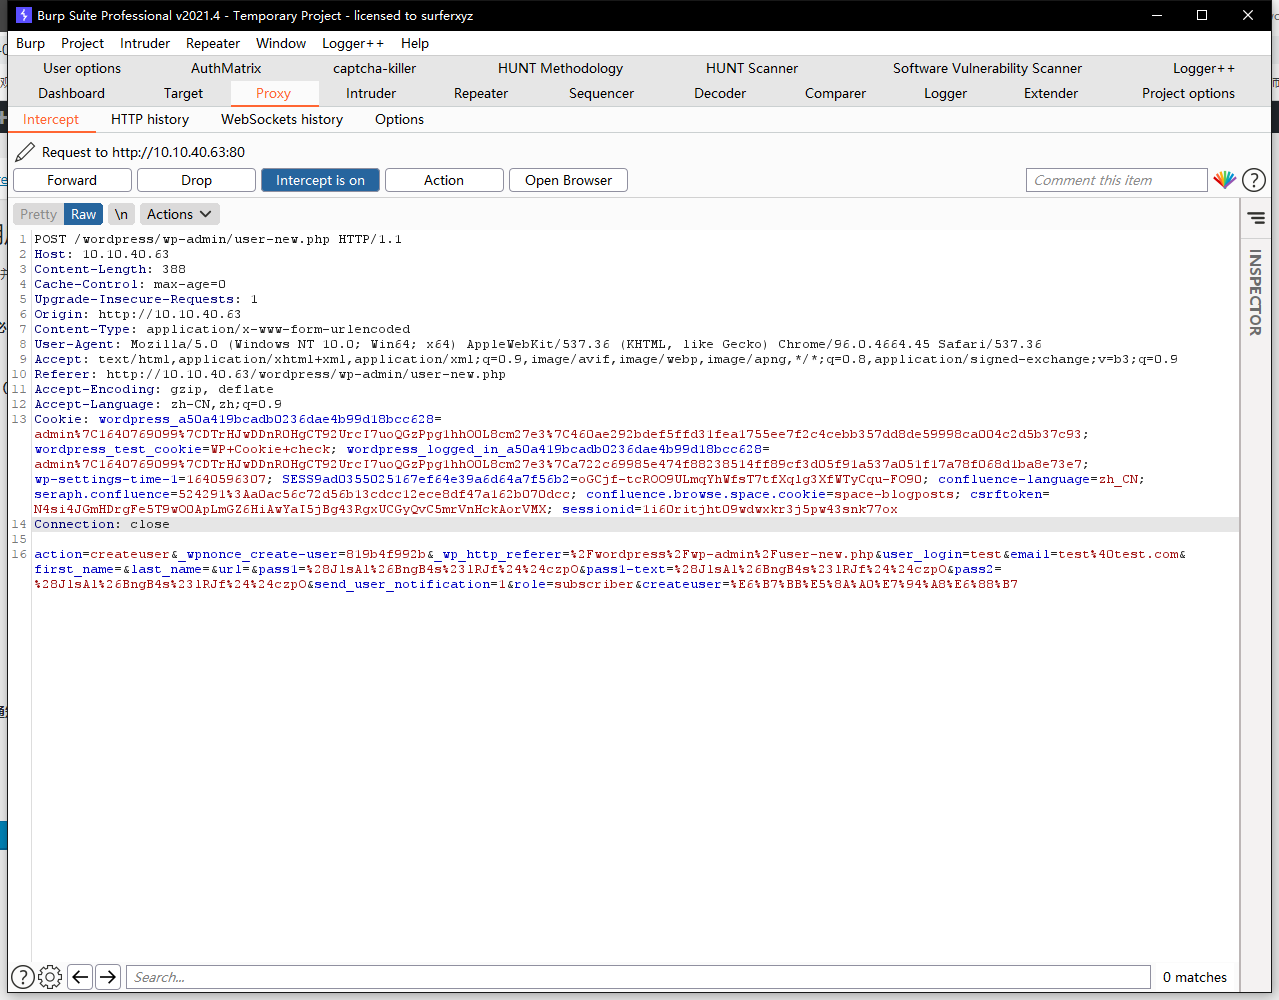 Burp Suite Professional v2021.4 - Temporary Project - licensed to surferxyz
Burp Project Intruder Repeater Window Logger++ Help
User options AuthMatrix captcha-killer HUNT Methodology HUNT Scanner Software Vulnerability Scanner Logger++
Dashboard Target Proxy Intruder Repeater Sequencer Decoder Comparer Logger Extender Project options
Intercept HTTP history WebSockets history Options
Request to http://10.10.40.63:80
Forward Drop Intercept is on Action Open Browser Comment this item
Pretty Raw \n Actions
INSPECTOR
1 POST /wordpress/wp-admin/user-new.php HTTP/1.1
2 Host: 10.10.40.63
3 Content-Length: 388
4 Cache-Control: max-age=0
5 Upgrade-Insecure-Requests: 1
6 Origin: http://10.10.40.63
7 Content-Type: application/x-www-form-urlencoded
8 User-Agent: Mozilla/5.0 (Windows NT 10.0; Win64; x64) AppleWebKit/537.36 (KHTML, like Gecko) Chrome/96.0.4664.45 Safari/537.36
9 Accept: text/html,application/xhtml+xml,application/xml;q=0.9,image/avif,image/webp,image/apng,*/*;q=0.8,application/signed-exchange;v=b3;q=0.9
10 Referer: http://10.10.40.63/wordpress/wp-admin/user-new.php
11 Accept-Encoding: gzip, deflate
12 Accept-Language: zh-CN,zh;q=0.9
13 Cookie: wordpress_a50a419bcadb0236dae4b99d18bcc628=
admin%7C1640769099%7CDTrHJwDDnROHgCT92UrcI7uoQGzPpg1hhOOL8cm27e3%7C460ae292bdef5ffd31fea1755ee7f2c4cebb357dd8de59998ca004c2d5b37c93;
wordpress_test_cookie=WP+Cookie+check; wordpress_logged_in_a50a419bcadb0236dae4b99d18bcc628=
admin%7C1640769099%7CDTrHJwDDnROHgCT92UrcI7uoQGzPpg1hhOOL8cm27e3%7Ca722c69985e474f88238514ff89cf3d05f91a537a051f17a78f068d1ba8e73e7;
wp-settings-time-1=1640596307; SESS9ad0355025167ef64e39a6d64a7f56b2=oGCjf-tcROO9ULmqYhWfsT7tfXqlg3XfWTyCqu-FO90; confluence-language=zh_CN;
seraph.confluence=524291%3Aa0ac56c72d56b13cdcc12ece8df47a162b070dcc; confluence.browse.space.cookie=space-blogposts; csrftoken=
N4si4JGmHDrgFe5T9wO0ApLmGZ6HiAwYaI5jBg43RgxUCGyQvC5mrVnHckAorVMX; sessionid=1i60ritjht09wdwxkr3j5pw43snk77ox
14 Connection: close
15
16 action=createuser&_wpnonce_create-user=819b4f992b&_wp_http_referer=%2Fwordpress%2Fwp-admin%2Fuser-new.php&user_login=test&email=test%40test.com&
first_name=&last_name=&url=&pass1=%28J1sA1%26BngB4s%231RJf%24%24czpO&pass1-text=%28J1sA1%26BngB4s%231RJf%24%24czpO&pass2=
%28J1sA1%26BngB4s%231RJf%24%24czpO&send_user_notification=1&role=subscriber&createuser=%E6%B7%BB%E5%8A%A0%E7%94%A8%E6%88%B7
Search...
0 matches